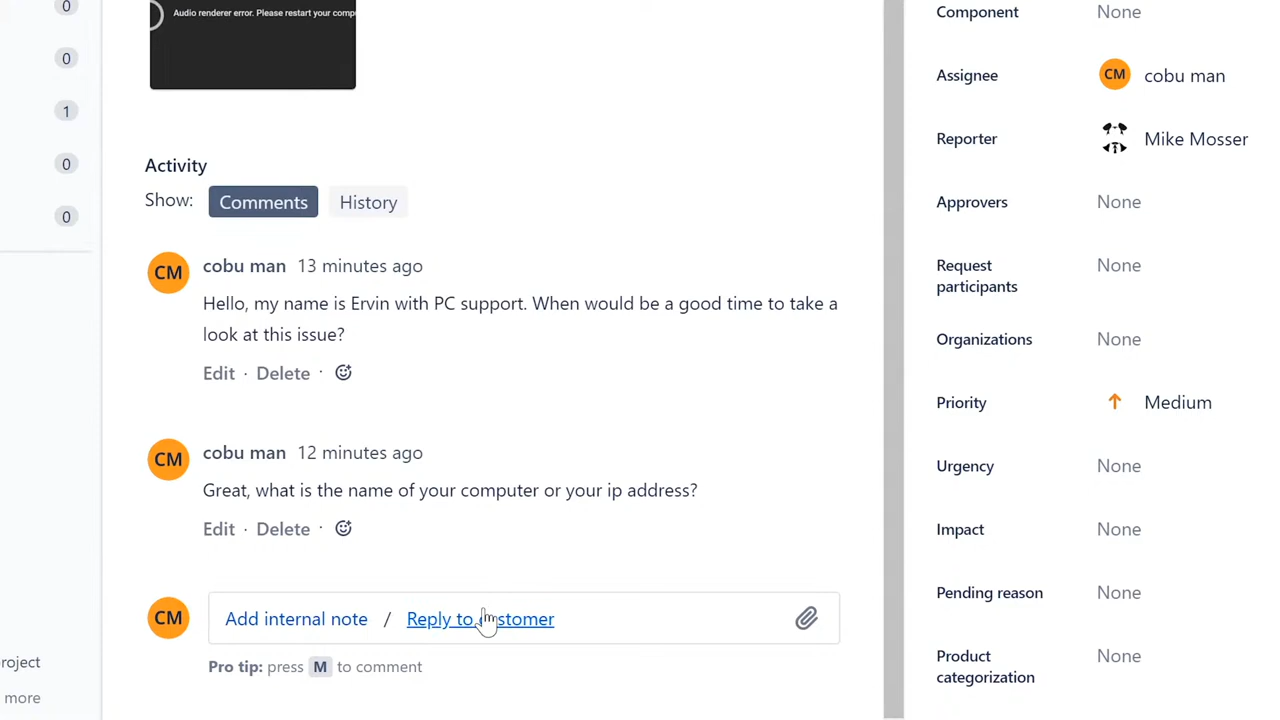 0
0
1
0
0
roject
more
Audio renderer error. Please restart your compu
Activity
Show: Comments History
CM cobu man 13 minutes ago
Hello, my name is Ervin with PC support. When would be a good time to take a
look at this issue?
Edit · Delete ·
CM cobu man 12 minutes ago
Great, what is the name of your computer or your ip address?
Edit · Delete ·
CM Add internal note / Reply to customer
Pro tip: press M to comment
Component None
Assignee CM cobu man
Reporter Mike Mosser
Approvers None
Request
participants None
Organizations None
Priority Medium
Urgency None
Impact None
Pending reason None
Product
categorization None